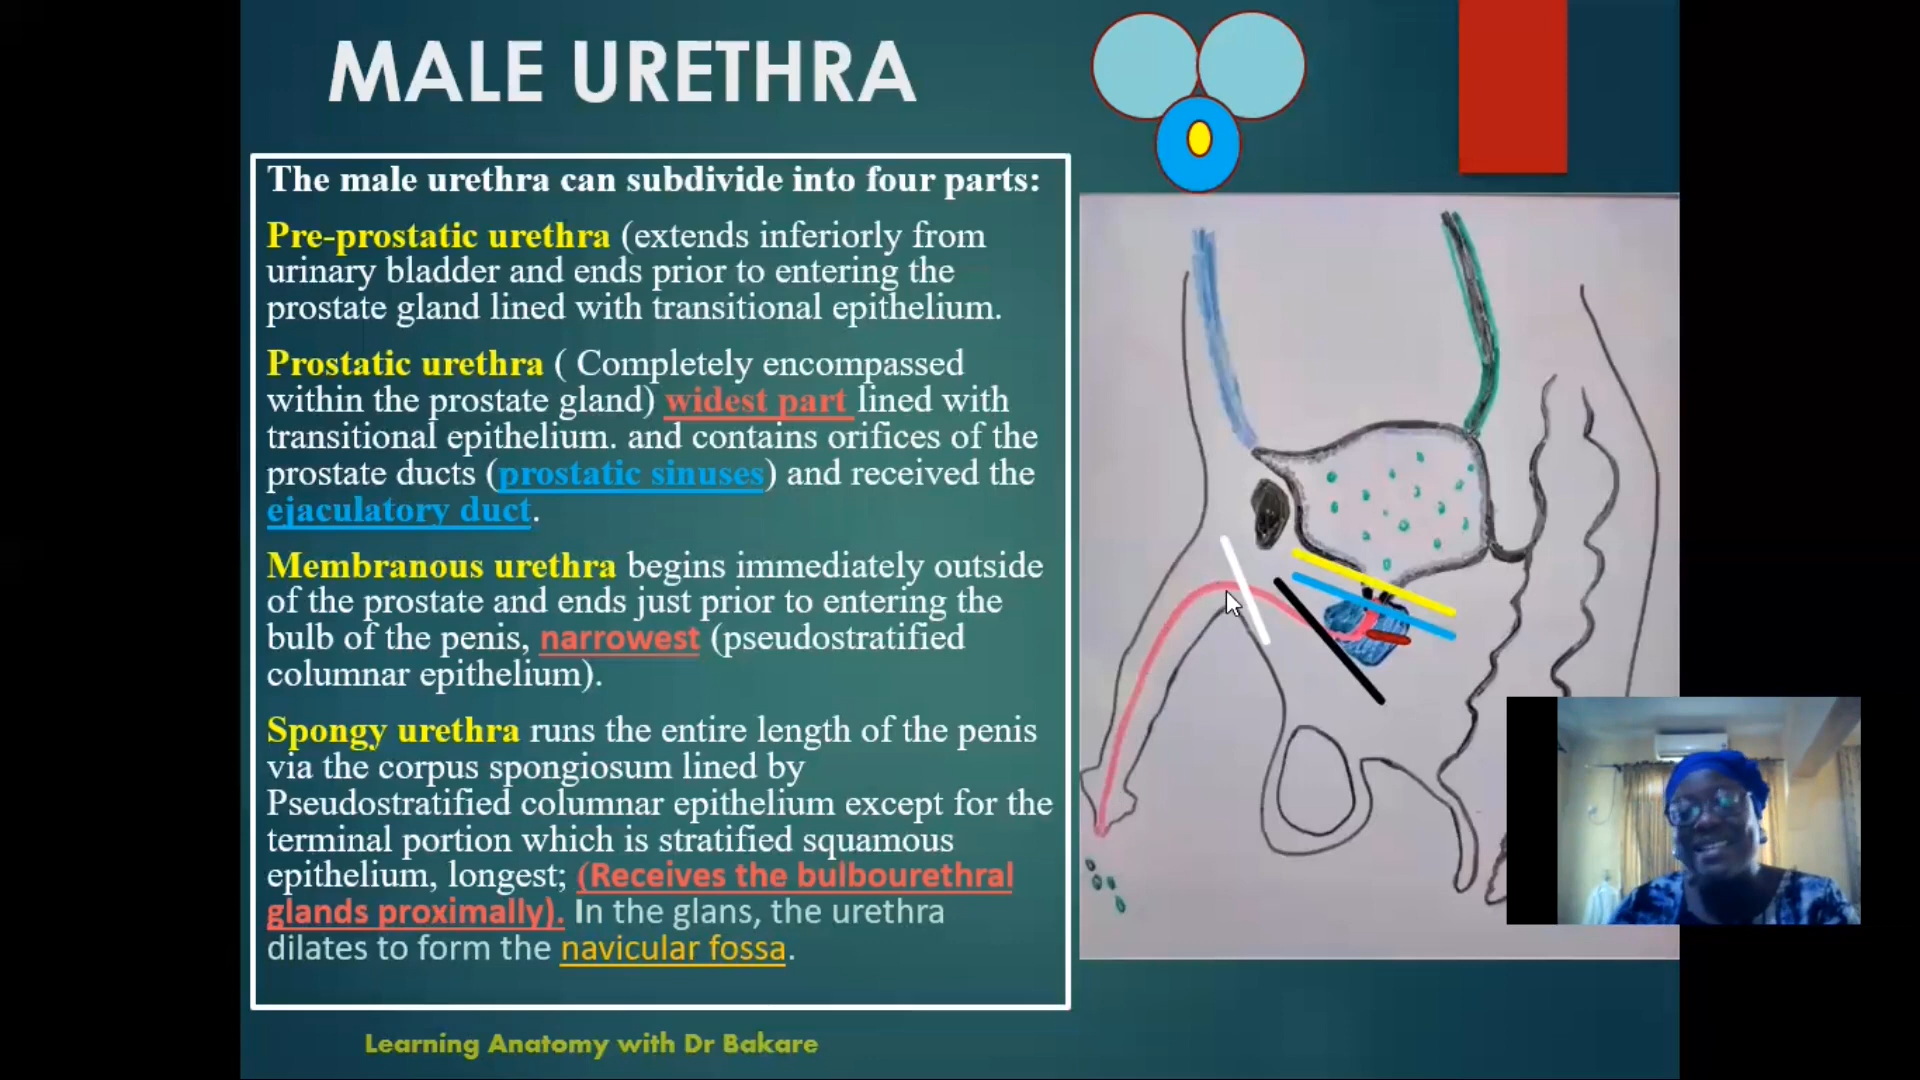 MALE URETHRA
The male urethra can subdivide into four parts:
Pre-prostatic urethra (extends inferiorly from
urinary bladder and ends prior to entering the
prostate gland lined with transitional epithelium.
Prostatic urethra ( Completely encompassed
within the prostate gland) widest part lined with
transitional epithelium. and contains orifices of the
prostate ducts (prostatic sinuses) and received the
ejaculatory duct.
Membranous urethra begins immediately outside
of the prostate and ends just prior to entering the
bulb of the penis, narrowest (pseudostratified
columnar epithelium).
Spongy urethra runs the entire length of the penis
via the corpus spongiosum lined by
Pseudostratified columnar epithelium except for the
terminal portion which is stratified squamous
epithelium, longest; (Receives the bulbourethral
glands proximally). In the glans, the urethra
dilates to form the navicular fossa.
Learning Anatomy with Dr Bakare